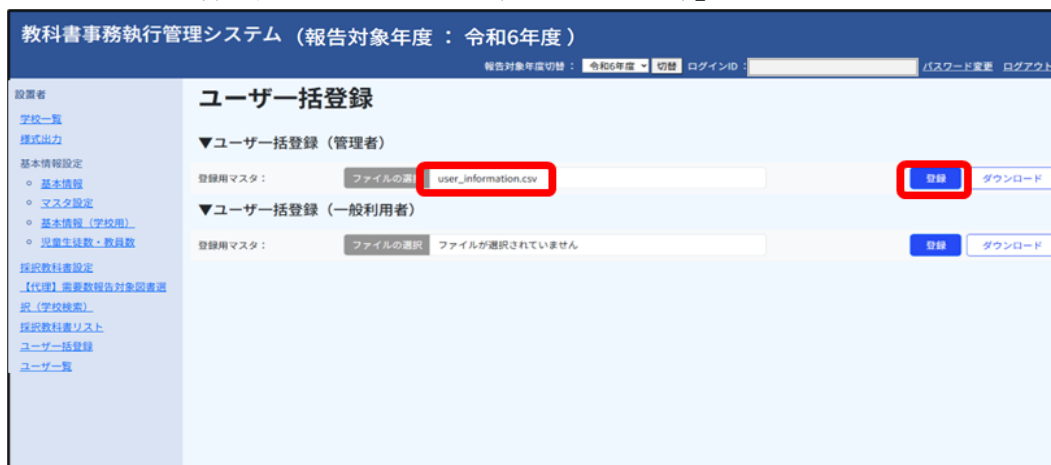 教科書事務執行管理システム (報告対象年度 : 令和6年度)
報告対象年度切替： 令和6年度 切替 ログインID： パスワード変更 ログアウト
設置者
学校一覧
様式出力
基本情報設定
基本情報
マスタ設定
基本情報（学校用）
児童生徒数・教員数
採択教科書設定
【代理】需要数報告対象図書選
択（学校検索）
採択教科書リスト
ユーザ一括登録
ユーザ一覧
ユーザ一括登録
▼ユーザ一括登録（管理者）
登録用マスタ： ファイルの選択 user_information.csv 登録 ダウンロード
▼ユーザ一括登録（一般利用者）
登録用マスタ： ファイルの選択 ファイルが選択されていません 登録 ダウンロード